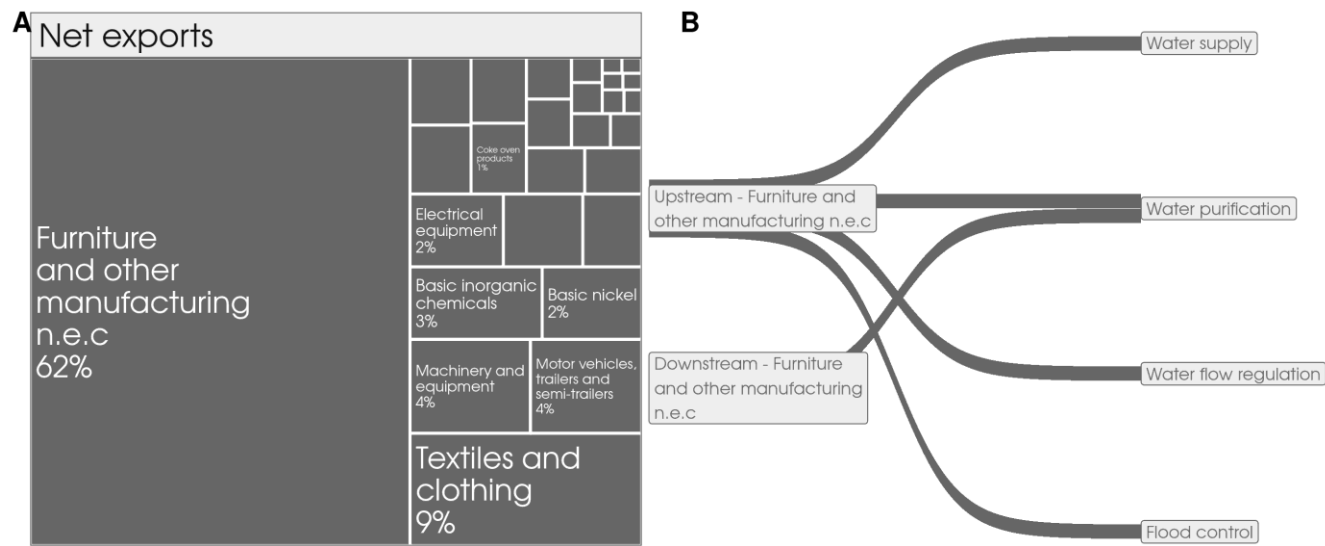 A
Net exports
Furniture
and other
manufacturing
n.e.c
62%
Coke oven
products
1%
Electrical
equipment
2%
Basic inorganic
chemicals
3%
Basic nickel
2%
Machinery and
equipment
4%
Motor vehicles,
trailers and
semi-trailers
4%
Textiles and
clothing
9%
B
Upstream - Furniture and
other manufacturing n.e.c
Downstream - Furniture
and other manufacturing
n.e.c
Water supply
Water purification
Water flow regulation
Flood control